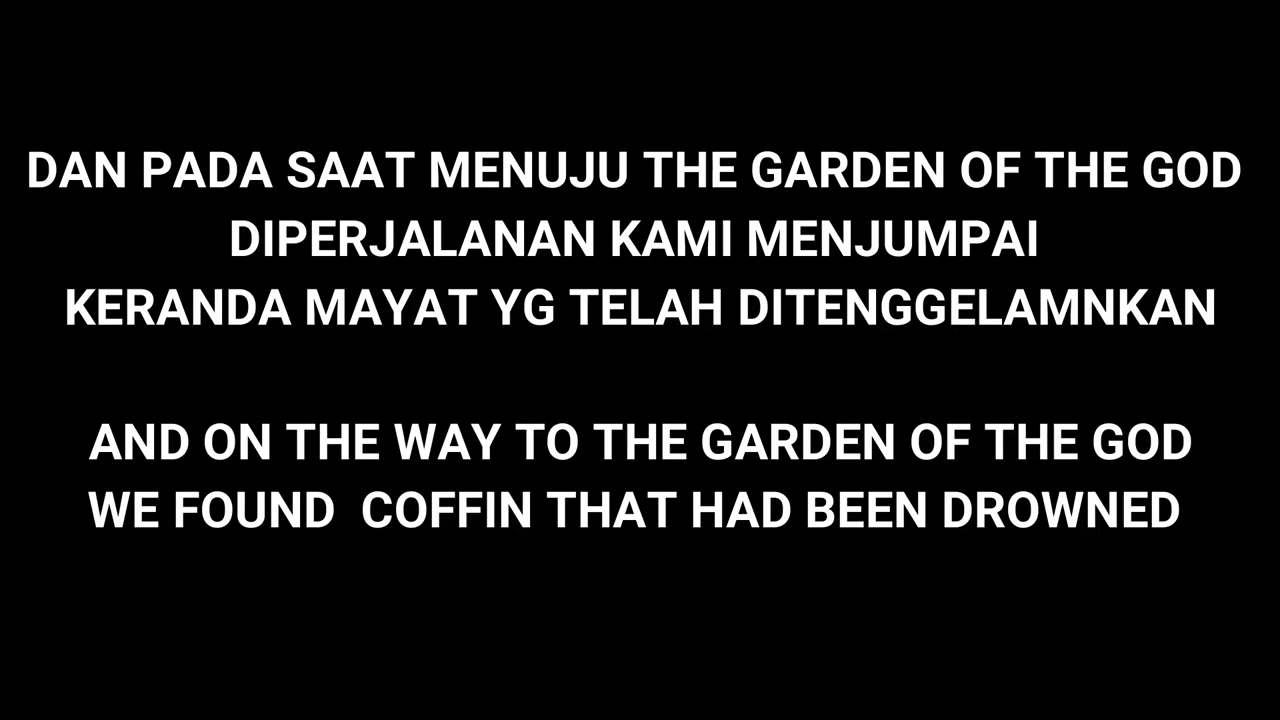 DAN PADA SAAT MENUJU THE GARDEN OF THE GOD
DIPERJALANAN KAMI MENJUMPAI
KERANDA MAYAT YG TELAH DITENGGELAMNKAN
AND ON THE WAY TO THE GARDEN OF THE GOD
WE FOUND  COFFIN THAT HAD BEEN DROWNED